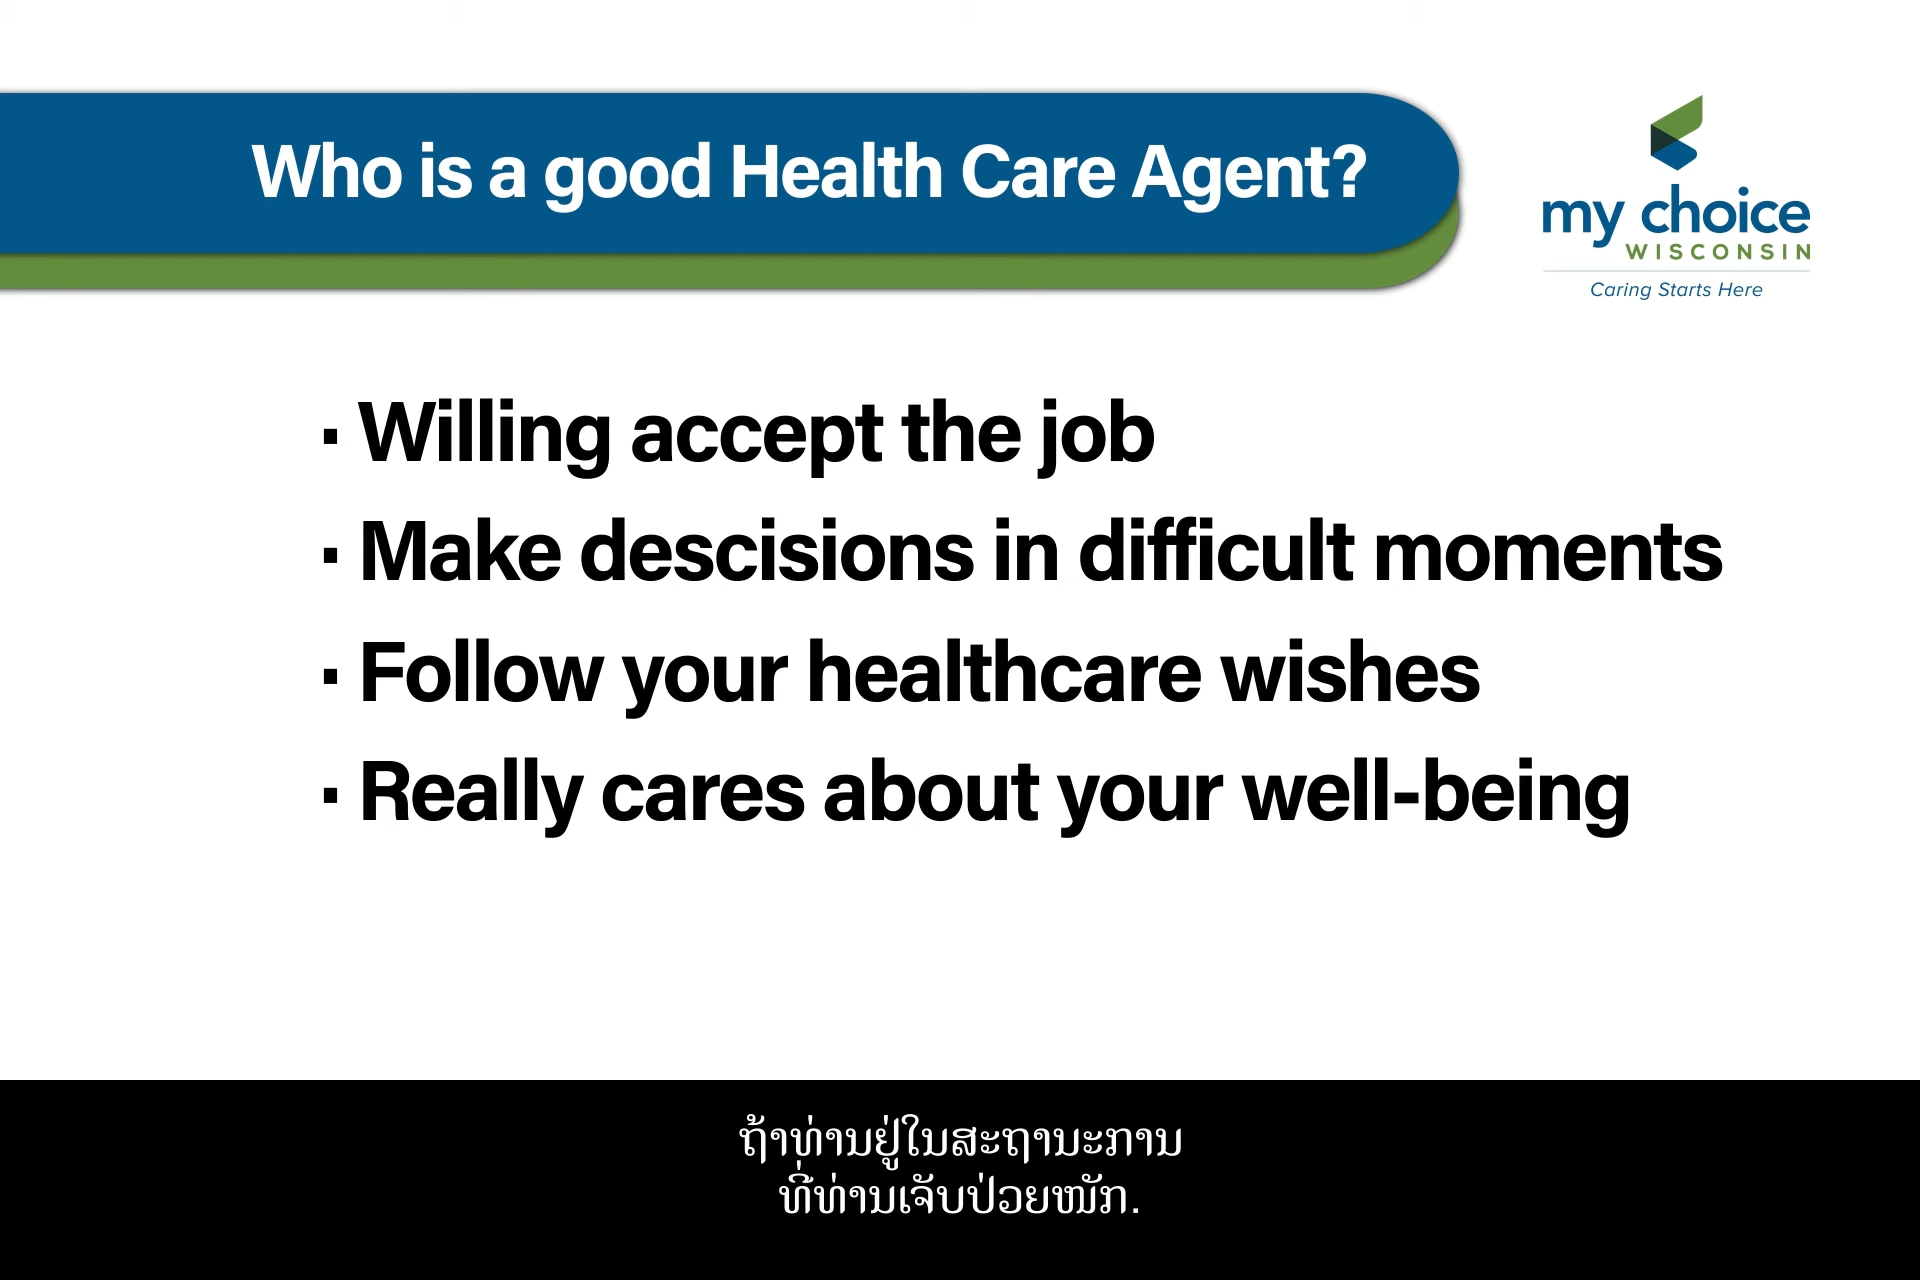 Who is a good Health Care Agent?
my choice
WISCONSIN
Caring Starts Here
· Willing accept the job
· Make descisions in difficult moments
· Follow your healthcare wishes
· Really cares about your well-being
ຖ້າທ່ານຢູ່ໃນສະຖານະການ
ທີ່ທ່ານເຈັບປ່ວຍໜັກ.